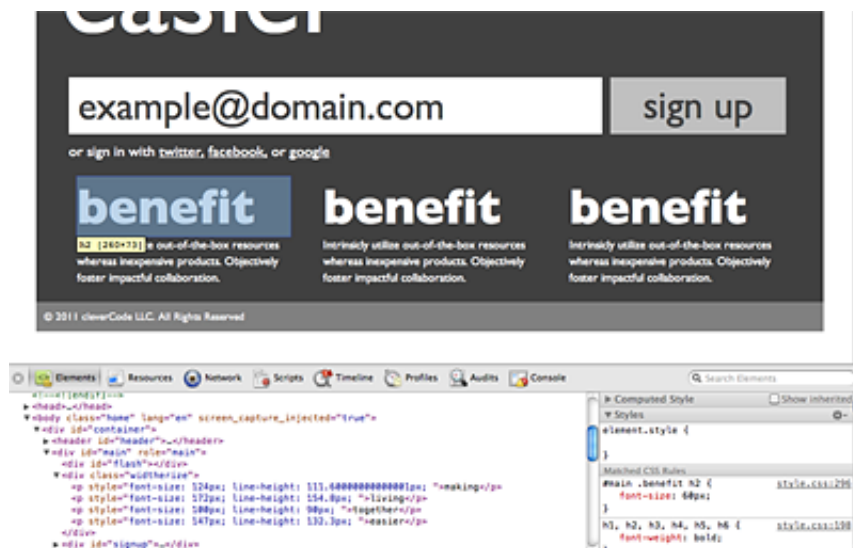 easier
example@domain.com
sign up
or sign in with twitter, facebook, or google
benefit
benefit
benefit
h2 [260×73]
e out-of-the-box resources
whereas inexpensive products. Objectively
foster impactful collaboration.
Intrinsicly utilize out-of-the-box resources
whereas inexpensive products. Objectively
foster impactful collaboration.
Intrinsicly utilize out-of-the-box resources
whereas inexpensive products. Objectively
foster impactful collaboration.
© 2011 cleverCode LLC. All Rights Reserved
Elements Resources Network Scripts Timeline Profiles Audits Console
Search Elements
<!--<![endif]-->
▸<head>…</head>
▾<body class="home" lang="en" screen_capture_injected="true">
▾<div id="container">
▸<header id="header">…</header>
▾<div id="main" role="main">
<div id="flash"></div>
▾<div class="widtherize">
<p style="font-size: 124px; line-height: 111.60000000000001px; ">making</p>
<p style="font-size: 172px; line-height: 154.8px; ">living</p>
<p style="font-size: 100px; line-height: 90px; ">together</p>
<p style="font-size: 147px; line-height: 132.3px; ">easier</p>
</div>
▸<div id="signup">…</div>
▸ Computed Style Show inherited
▾ Styles
element.style {
}
Matched CSS Rules
#main .benefit h2 { style.css:296
font-size: 60px;
}
h1, h2, h3, h4, h5, h6 { style.css:198
font-weight: bold;
}